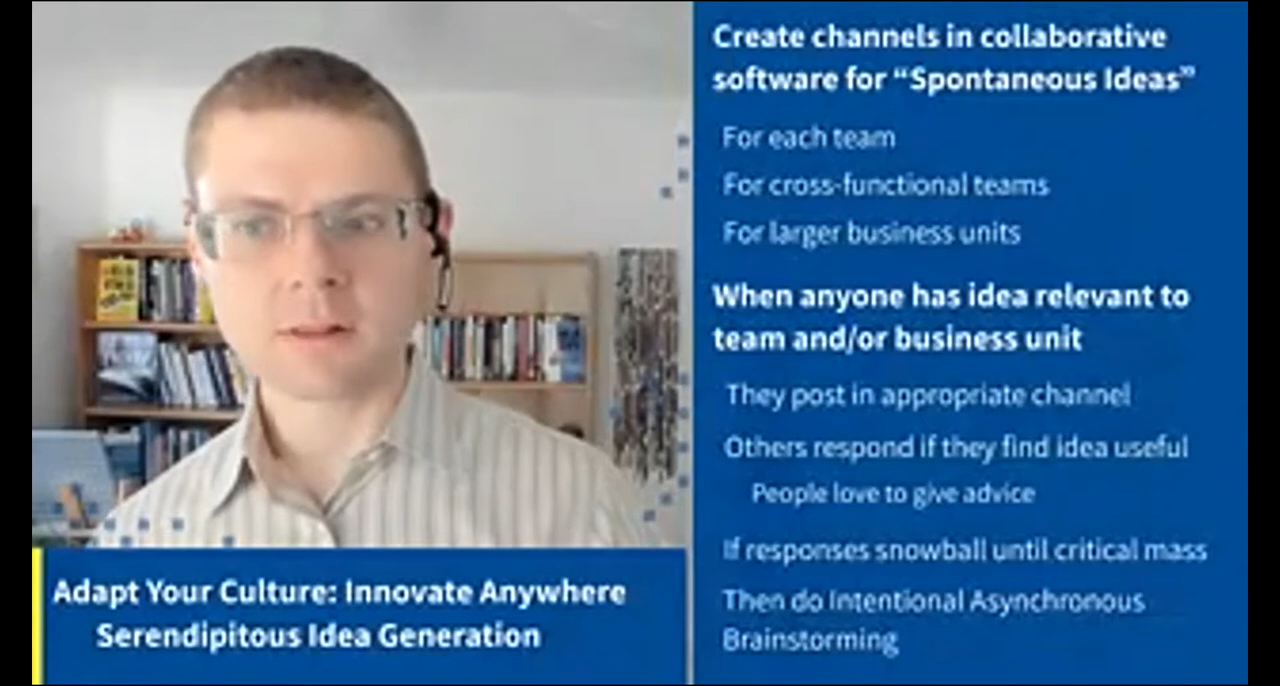 Create channels in collaborative
software for “Spontaneous Ideas”
For each team
For cross-functional teams
For larger business units
When anyone has idea relevant to
team and/or business unit
They post in appropriate channel
Others respond if they find idea useful
People love to give advice
If responses snowball until critical mass
Then do Intentional Asynchronous
Brainstorming
Adapt Your Culture: Innovate Anywhere
Serendipitous Idea Generation